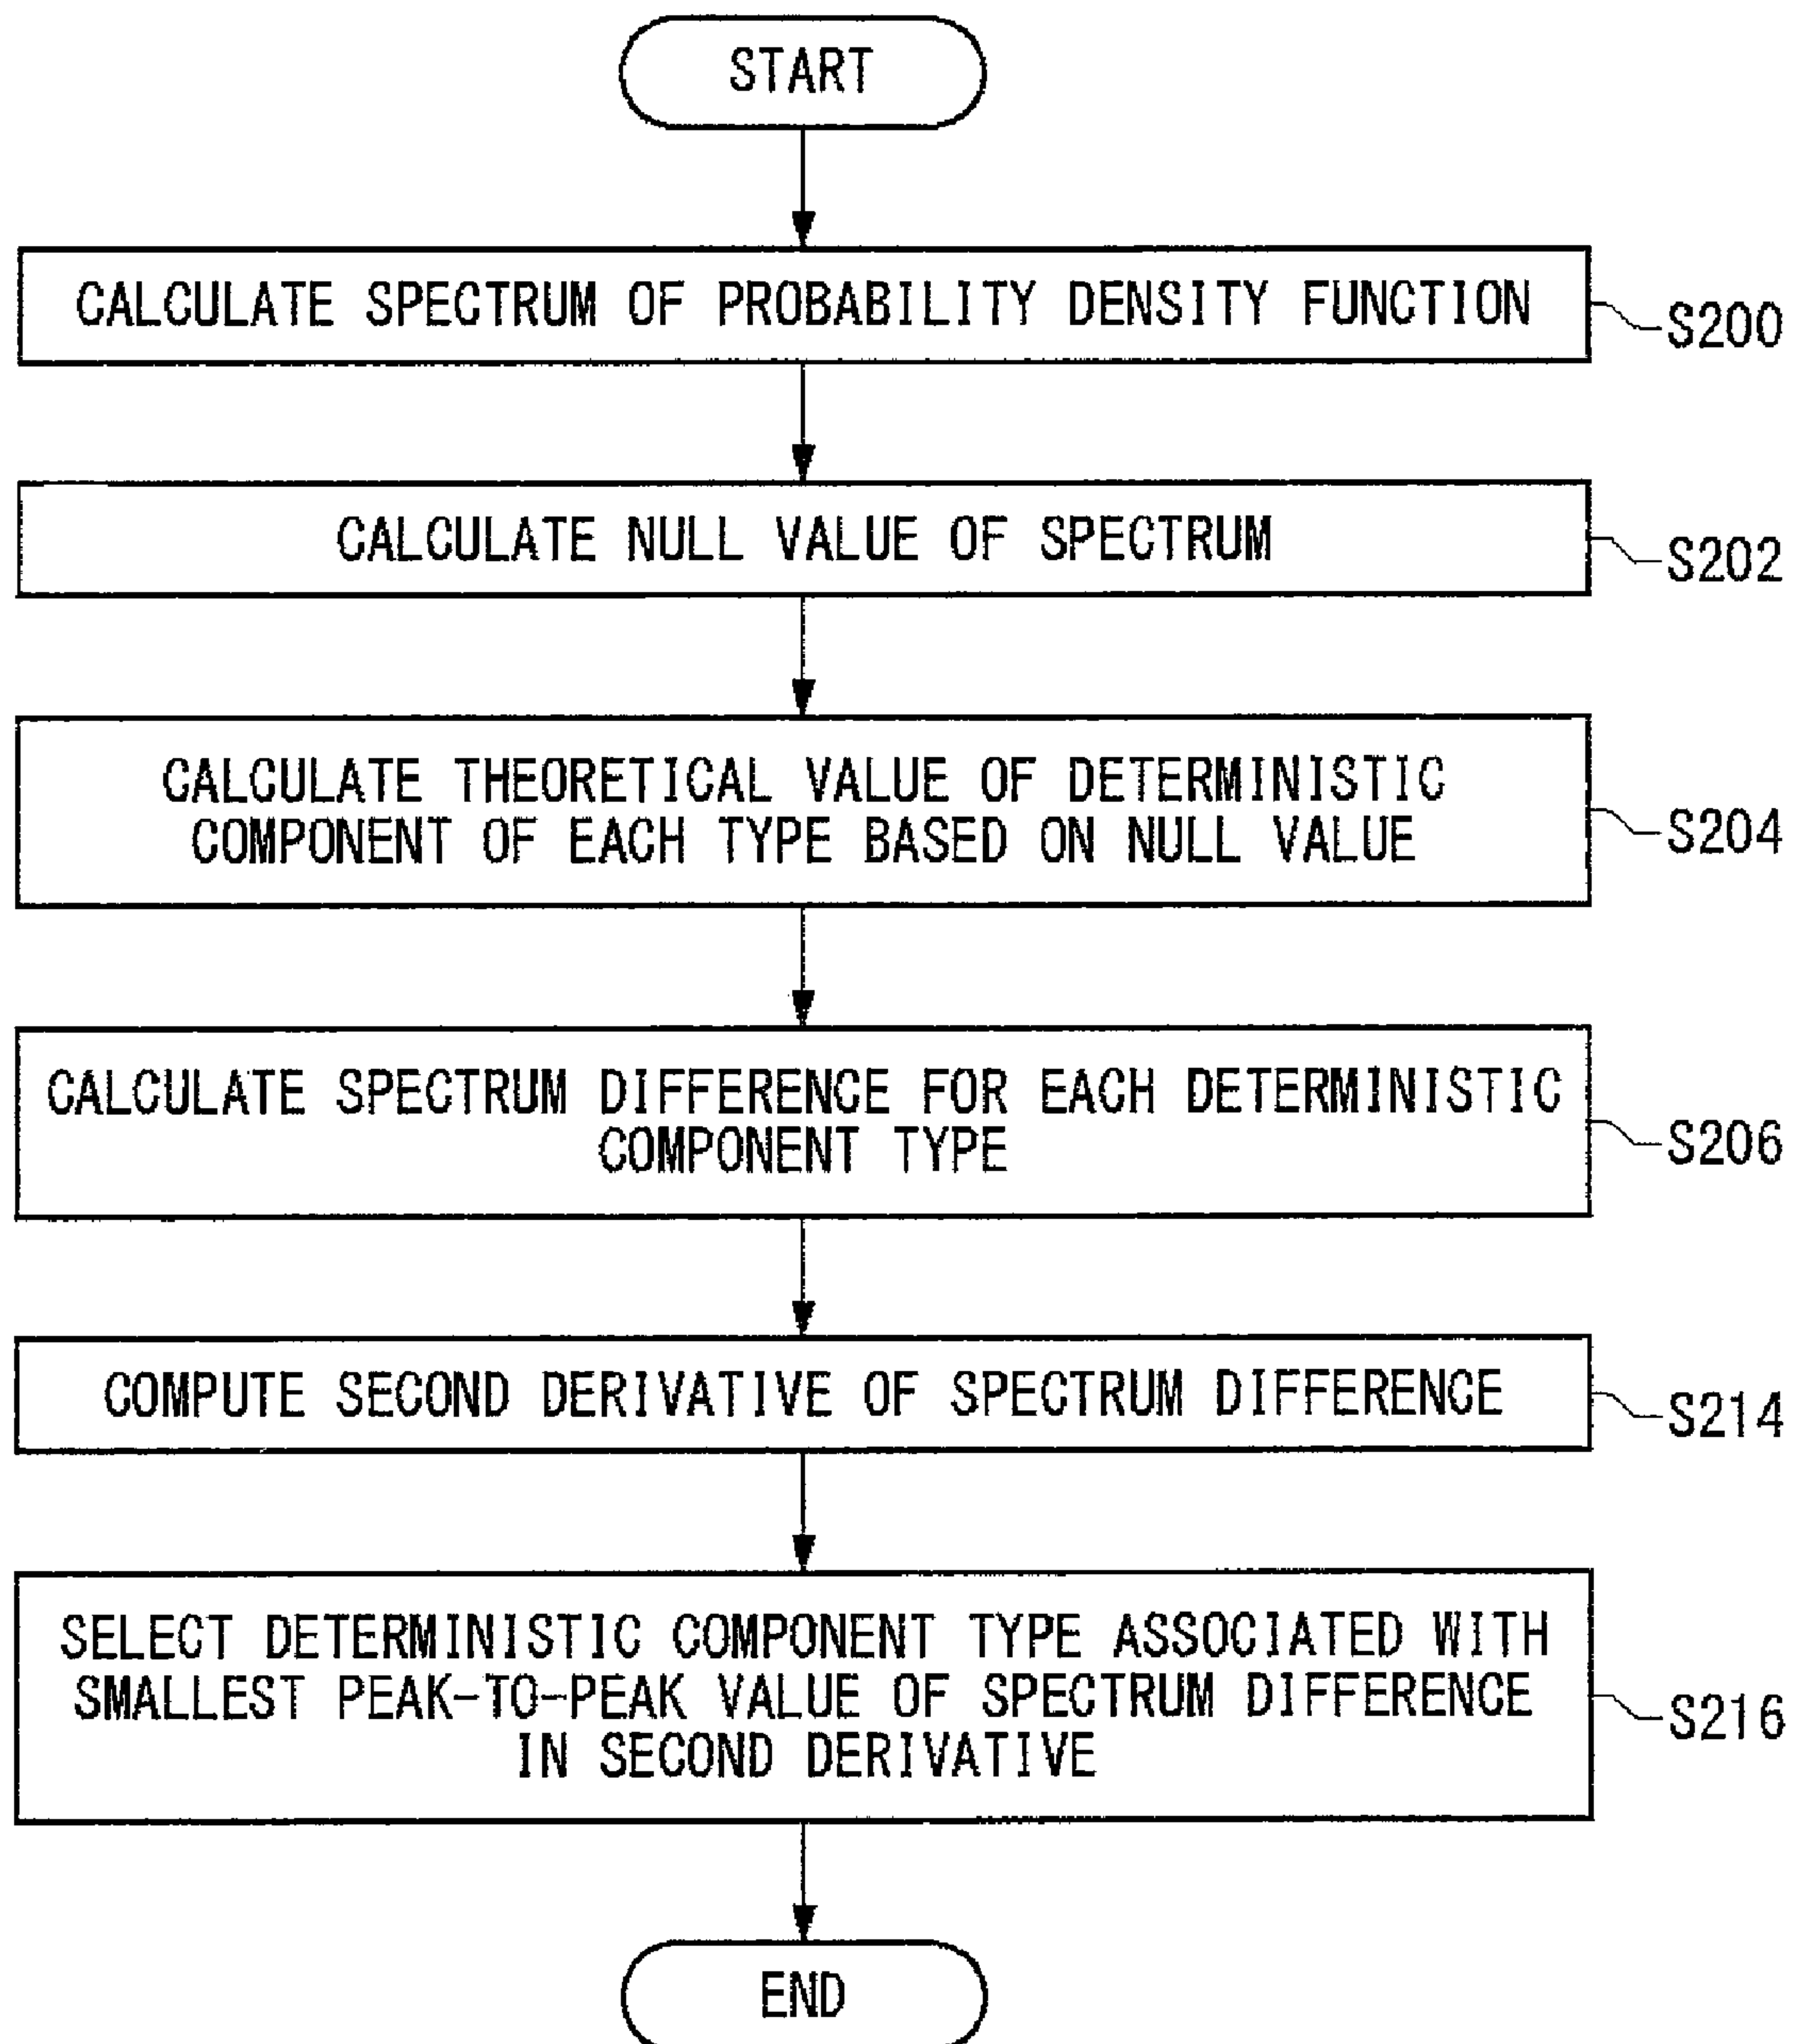 START
CALCULATE SPECTRUM OF PROBABILITY DENSITY FUNCTION
S200
CALCULATE NULL VALUE OF SPECTRUM
S202
CALCULATE THEORETICAL VALUE OF DETERMINISTIC
COMPONENT OF EACH TYPE BASED ON NULL VALUE
S204
CALCULATE SPECTRUM DIFFERENCE FOR EACH DETERMINISTIC
COMPONENT TYPE
S206
COMPUTE SECOND DERIVATIVE OF SPECTRUM DIFFERENCE
S214
SELECT DETERMINISTIC COMPONENT TYPE ASSOCIATED WITH
SMALLEST PEAK-TO-PEAK VALUE OF SPECTRUM DIFFERENCE
IN SECOND DERIVATIVE
S216
END